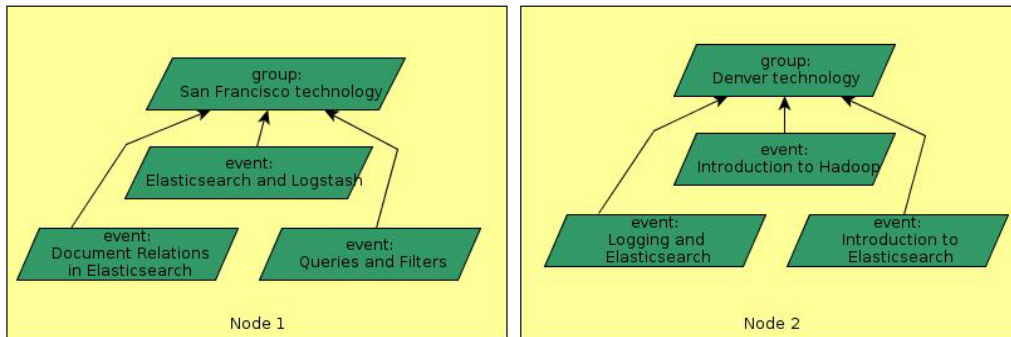 group:
San Francisco technology
event:
Elasticsearch and Logstash
event:
Document Relations
in Elasticsearch
event:
Queries and Filters
Node 1
group:
Denver technology
event:
Introduction to Hadoop
event:
Logging and
Elasticsearch
event:
Introduction to
Elasticsearch
Node 2